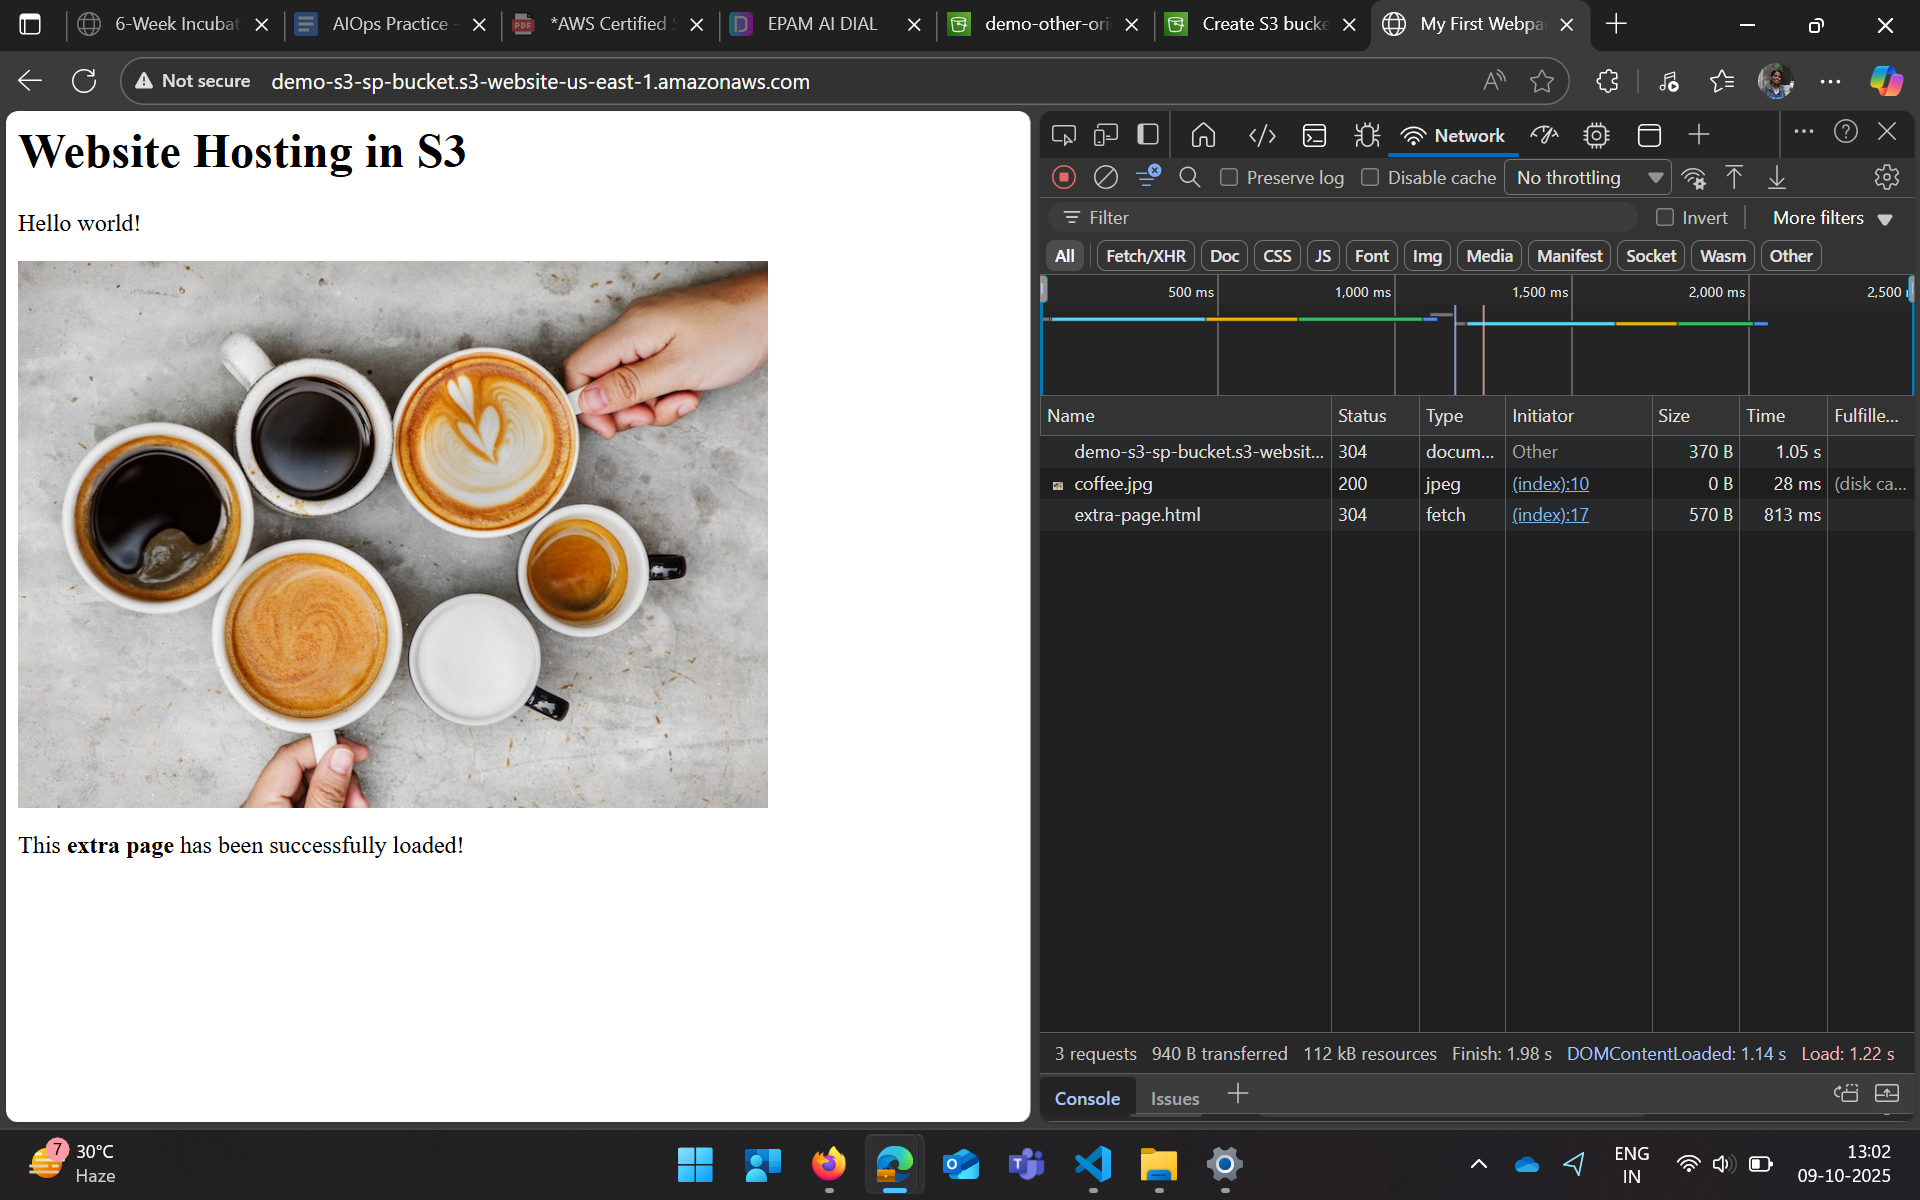 6-Week Incubat
AIOps Practice -
*AWS Certified S
EPAM AI DIAL
demo-other-ori
Create S3 bucke
My First Webpa
Not secure
demo-s3-sp-bucket.s3-website-us-east-1.amazonaws.com
Website Hosting in S3
Hello world!
This extra page has been successfully loaded!
Network
Preserve log
Disable cache
No throttling
Filter
Invert
More filters
All Fetch/XHR Doc CSS JS Font Img Media Manifest Socket Wasm Other
500 ms 1,000 ms 1,500 ms 2,000 ms 2,500
Name Status Type Initiator Size Time Fulfille...
demo-s3-sp-bucket.s3-websit... 304 docum... Other 370 B 1.05 s
coffee.jpg 200 jpeg (index):10 0 B 28 ms (disk ca...
extra-page.html 304 fetch (index):17 570 B 813 ms
3 requests 940 B transferred 112 kB resources Finish: 1.98 s DOMContentLoaded: 1.14 s Load: 1.22 s
Console Issues
7
30°C
Haze
ENG
IN
13:02
09-10-2025